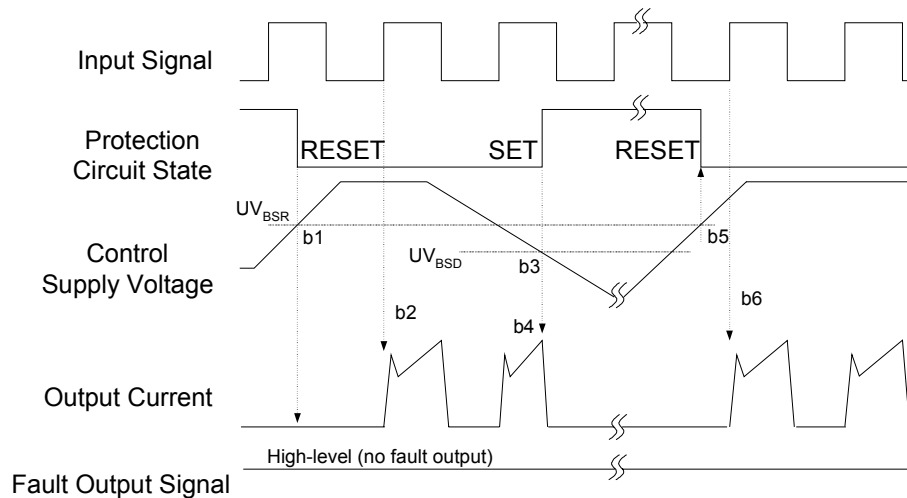 Input Signal
Protection
Circuit State
RESET
SET
RESET
UVBSR
b1
b5
Control
Supply Voltage
UVBSD
b3
b2
b4
b6
Output Current
High-level (no fault output)
Fault Output Signal